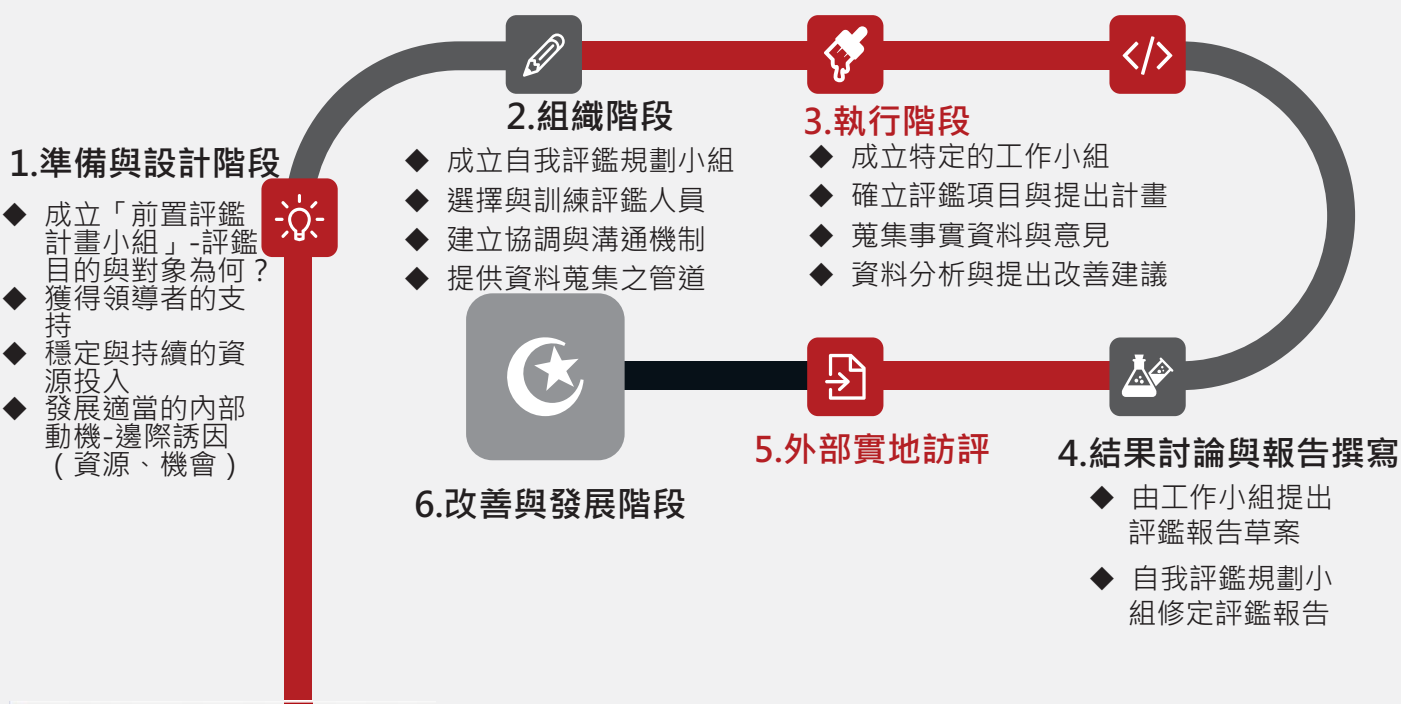 1.準備與設計階段
◆ 成立「前置評鑑
計畫小組」-評鑑
目的與對象為何？
◆ 獲得領導者的支
持
◆ 穩定與持續的資
源投入
◆ 發展適當的內部
動機-邊際誘因
（資源、機會）
2.組織階段
◆ 成立自我評鑑規劃小組
◆ 選擇與訓練評鑑人員
◆ 建立協調與溝通機制
◆ 提供資料蒐集之管道
3.執行階段
◆ 成立特定的工作小組
◆ 確立評鑑項目與提出計畫
◆ 蒐集事實資料與意見
◆ 資料分析與提出改善建議
</>
4.結果討論與報告撰寫
◆ 由工作小組提出
評鑑報告草案
◆ 自我評鑑規劃小
組修定評鑑報告
5.外部實地訪評
6.改善與發展階段